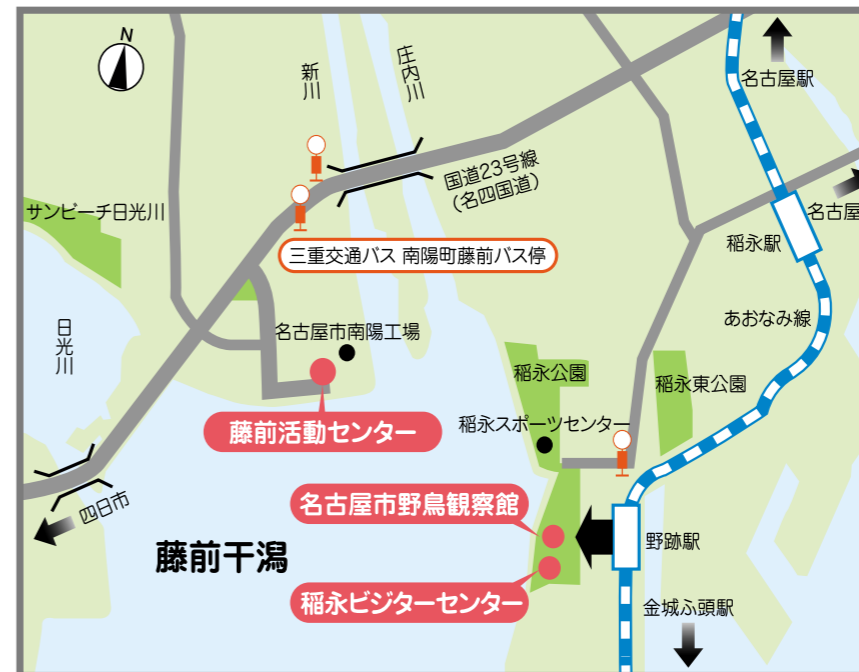 N
名古屋駅
新川
庄内川
国道23号線
(名四国道)
サンビーチ日光川
名古屋
稲永駅
三重交通バス 南陽町藤前バス停
日光川
名古屋市南陽工場
あおなみ線
稲永公園
稲永東公園
藤前活動センター
稲永スポーツセンター
四日市
名古屋市野鳥観察館
藤前干潟
野跡駅
稲永ビジターセンター
金城ふ頭駅